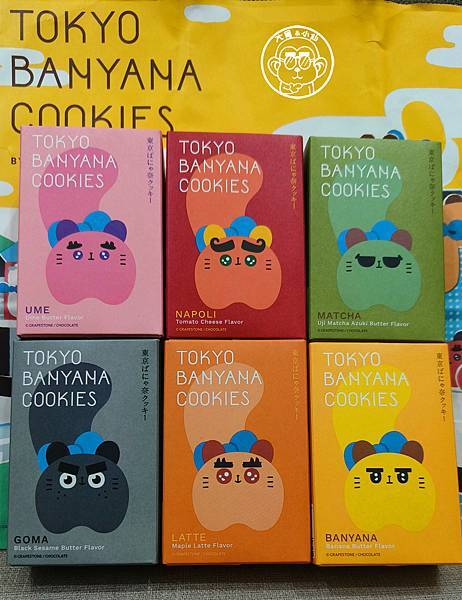 TOKYO
BANYANA
COOKIES
BY
大量&小鮎
TOKYO
BANYANA
COOKIES
東京ばにゃ奈クッキー
UME
Ume Butter Flavor
© GRAPESTONE / CHOCOLATE
TOKYO
BANYANA
COOKIES
東京ばにゃ奈クッキー
NAPOLI
Tomato Cheese Flavor
© GRAPESTONE / CHOCOLATE
TOKYO
BANYANA
COOKIES
東京ばにゃ奈クッキー
MATCHA
Uji Matcha Azuki Butter Flavor
© GRAPESTONE / CHOCOLATE
TOKYO
BANYANA
COOKIES
東京ばにゃ奈クッキー
GOMA
Black Sesame Butter Flavor
© GRAPESTONE / CHOCOLATE
TOKYO
BANYANA
COOKIES
東京ばにゃ奈クッキー
LATTE
Maple Latte Flavor
© GRAPESTONE / CHOCOLATE
TOKYO
BANYANA
COOKIES
東京ばにゃ奈クッキー
BANYANA
Banana Butter Flavor
© GRAPESTONE / CHOCOLATE